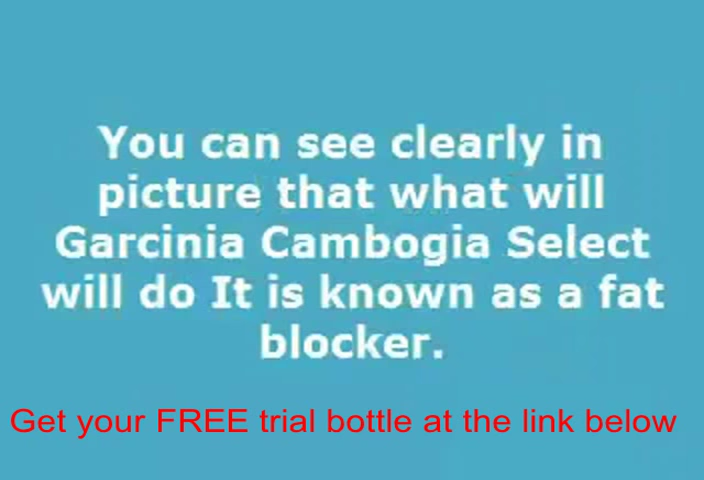 You can see clearly in
picture that what will
Garcinia Cambogia Select
will do It is known as a fat
blocker.
Get your FREE trial bottle at the link below